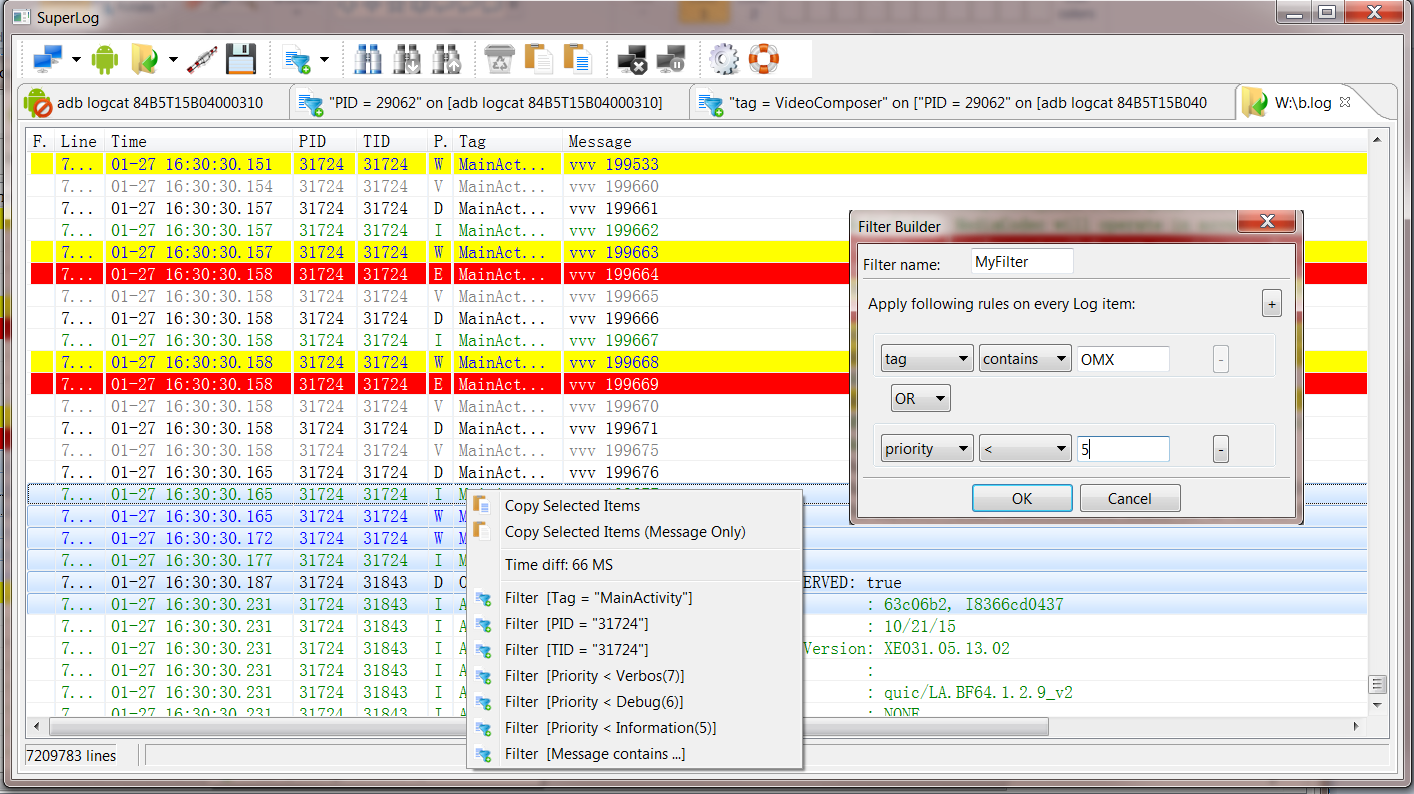 SuperLog
adb logcat 84B5T15B04000310
"PID = 29062" on [adb logcat 84B5T15B04000310]
"tag = VideoComposer" on ["PID = 29062" on [adb logcat 84B5T15B040
W:\b.log
F. Line Time PID TID P. Tag Message
7... 01-27 16:30:30.151 31724 31724 W MainAct... vvv 199533
7... 01-27 16:30:30.154 31724 31724 V MainAct... vvv 199660
7... 01-27 16:30:30.157 31724 31724 D MainAct... vvv 199661
7... 01-27 16:30:30.157 31724 31724 I MainAct... vvv 199662
7... 01-27 16:30:30.157 31724 31724 W MainAct... vvv 199663
7... 01-27 16:30:30.158 31724 31724 E MainAct... vvv 199664
7... 01-27 16:30:30.158 31724 31724 V MainAct... vvv 199665
7... 01-27 16:30:30.158 31724 31724 D MainAct... vvv 199666
7... 01-27 16:30:30.158 31724 31724 I MainAct... vvv 199667
7... 01-27 16:30:30.158 31724 31724 W MainAct... vvv 199668
7... 01-27 16:30:30.158 31724 31724 E MainAct... vvv 199669
7... 01-27 16:30:30.158 31724 31724 V MainAct... vvv 199670
7... 01-27 16:30:30.158 31724 31724 D MainAct... vvv 199671
7... 01-27 16:30:30.158 31724 31724 V MainAct... vvv 199675
7... 01-27 16:30:30.165 31724 31724 D MainAct... vvv 199676
7... 01-27 16:30:30.165 31724 31724 I
7... 01-27 16:30:30.165 31724 31724 W M
7... 01-27 16:30:30.172 31724 31724 W M
7... 01-27 16:30:30.177 31724 31724 I M
7... 01-27 16:30:30.187 31724 31843 D ERVED: true
7... 01-27 16:30:30.231 31724 31843 I A : 63c06b2, I8366cd0437
7... 01-27 16:30:30.231 31724 31843 I A : 10/21/15
7... 01-27 16:30:30.231 31724 31843 I A Version: XE031.05.13.02
7... 01-27 16:30:30.231 31724 31843 I A :
7... 01-27 16:30:30.231 31724 31843 I A : quic/LA.BF64.1.2.9_v2
7... 01-27 16:30:30.231 31724 31843 I A : NONE
7209783 lines
Copy Selected Items
Copy Selected Items (Message Only)
Time diff: 66 MS
Filter [Tag = "MainActivity"]
Filter [PID = "31724"]
Filter [TID = "31724"]
Filter [Priority < Verbos(7)]
Filter [Priority < Debug(6)]
Filter [Priority < Information(5)]
Filter [Message contains ...]
Filter Builder
Filter name: MyFilter
Apply following rules on every Log item: +
tag contains OMX -
OR
priority < 5 -
OK Cancel